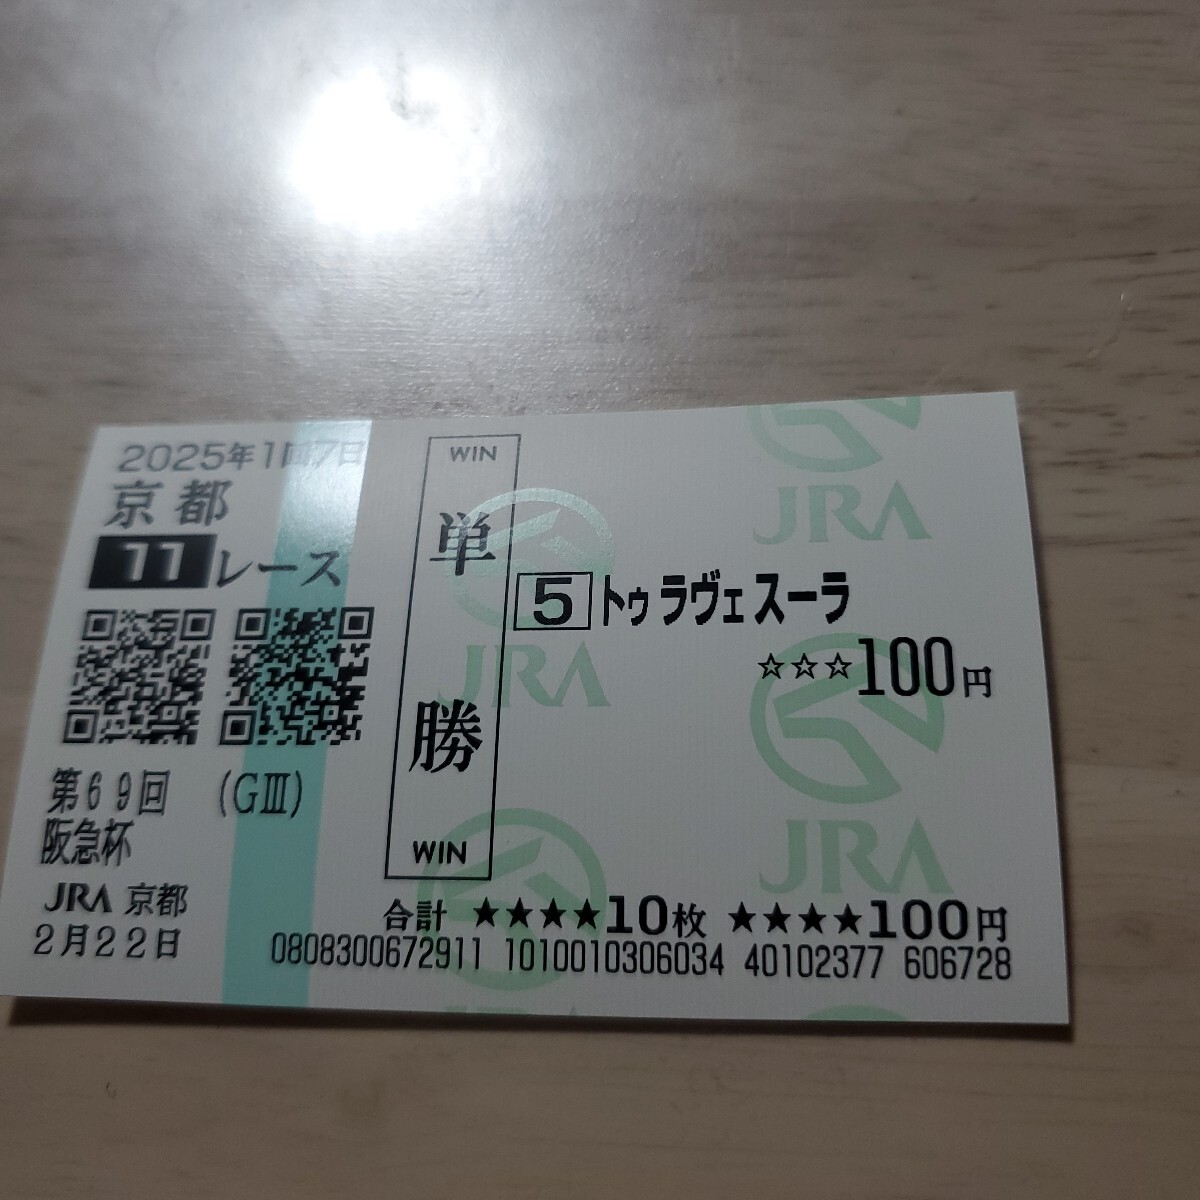 2025年1回7日
京都
11レース
第69回 (GⅢ)
阪急杯
JRA 京都
2月22日
WIN
単勝
WIN
5 トゥラヴェスーラ
☆☆☆100円
合計 ★★★★10枚 ★★★★100円
0808300672911 1010010306034 40102377 606728
JRA
JRA
JRA